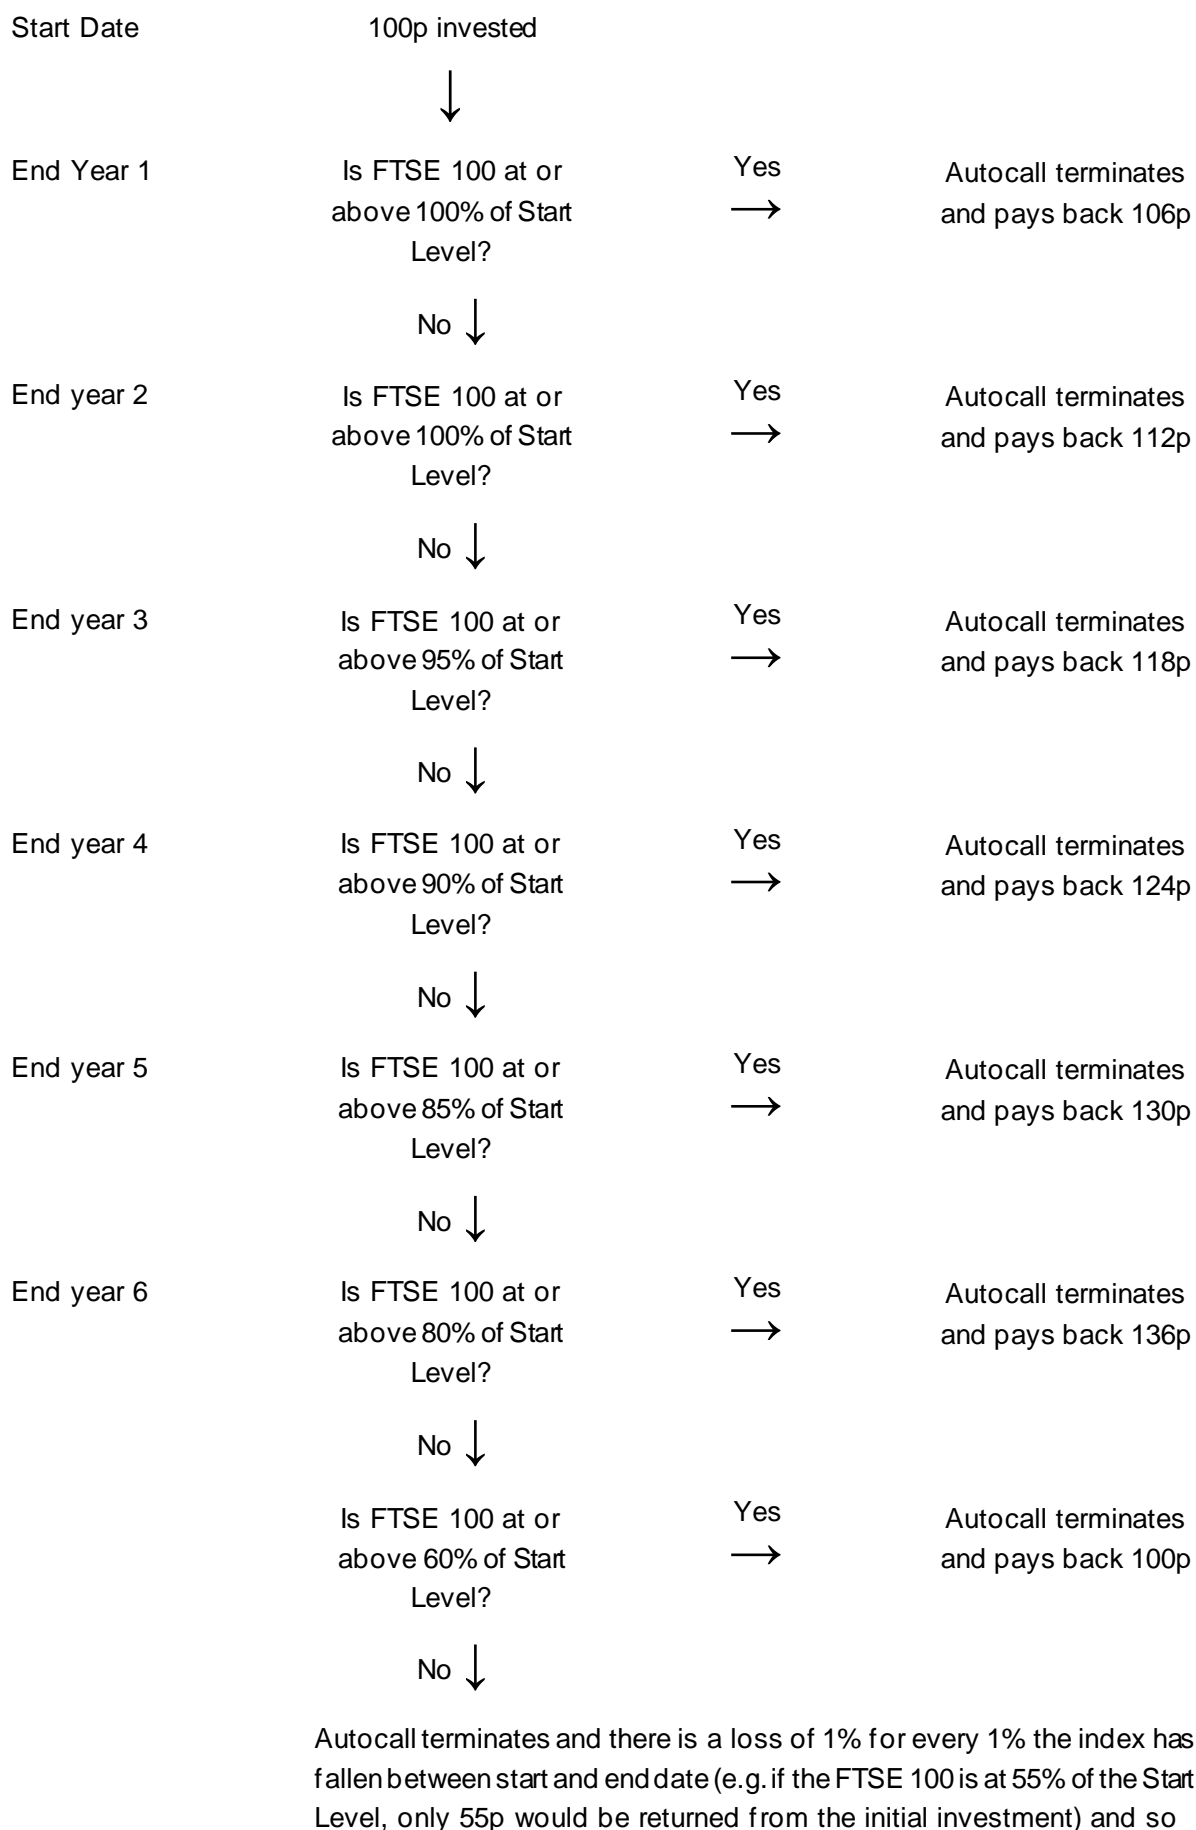 Start Date 100p invested
End Year 1
Is FTSE 100 at or
above 100% of Start
Level?
Yes
Autocall terminates
and pays back 106p
No
End year 2
Is FTSE 100 at or
above 100% of Start
Level?
Yes
Autocall terminates
and pays back 112p
No
End year 3
Is FTSE 100 at or
above 95% of Start
Level?
Yes
Autocall terminates
and pays back 118p
No
End year 4
Is FTSE 100 at or
above 90% of Start
Level?
Yes
Autocall terminates
and pays back 124p
No
End year 5
Is FTSE 100 at or
above 85% of Start
Level?
Yes
Autocall terminates
and pays back 130p
No
End year 6
Is FTSE 100 at or
above 80% of Start
Level?
Yes
Autocall terminates
and pays back 136p
No
Is FTSE 100 at or
above 60% of Start
Level?
Yes
Autocall terminates
and pays back 100p
No
Autocall terminates and there is a loss of 1% for every 1% the index has
fallen between start and end date (e.g. if the FTSE 100 is at 55% of the Start
Level, only 55p would be returned from the initial investment) and so